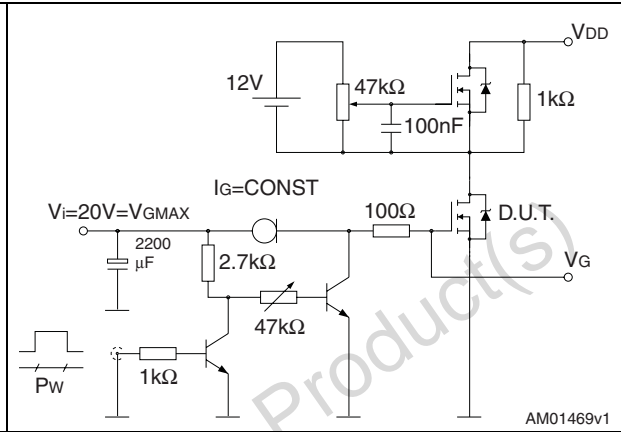 VDD
12V
47kΩ
1kΩ
100nF
IG=CONST
Vi=20V=VGMAX
100Ω
D.U.T.
2200
μF
2.7kΩ
VG
47kΩ
1kΩ
PW
Product(s)
AM01469v1